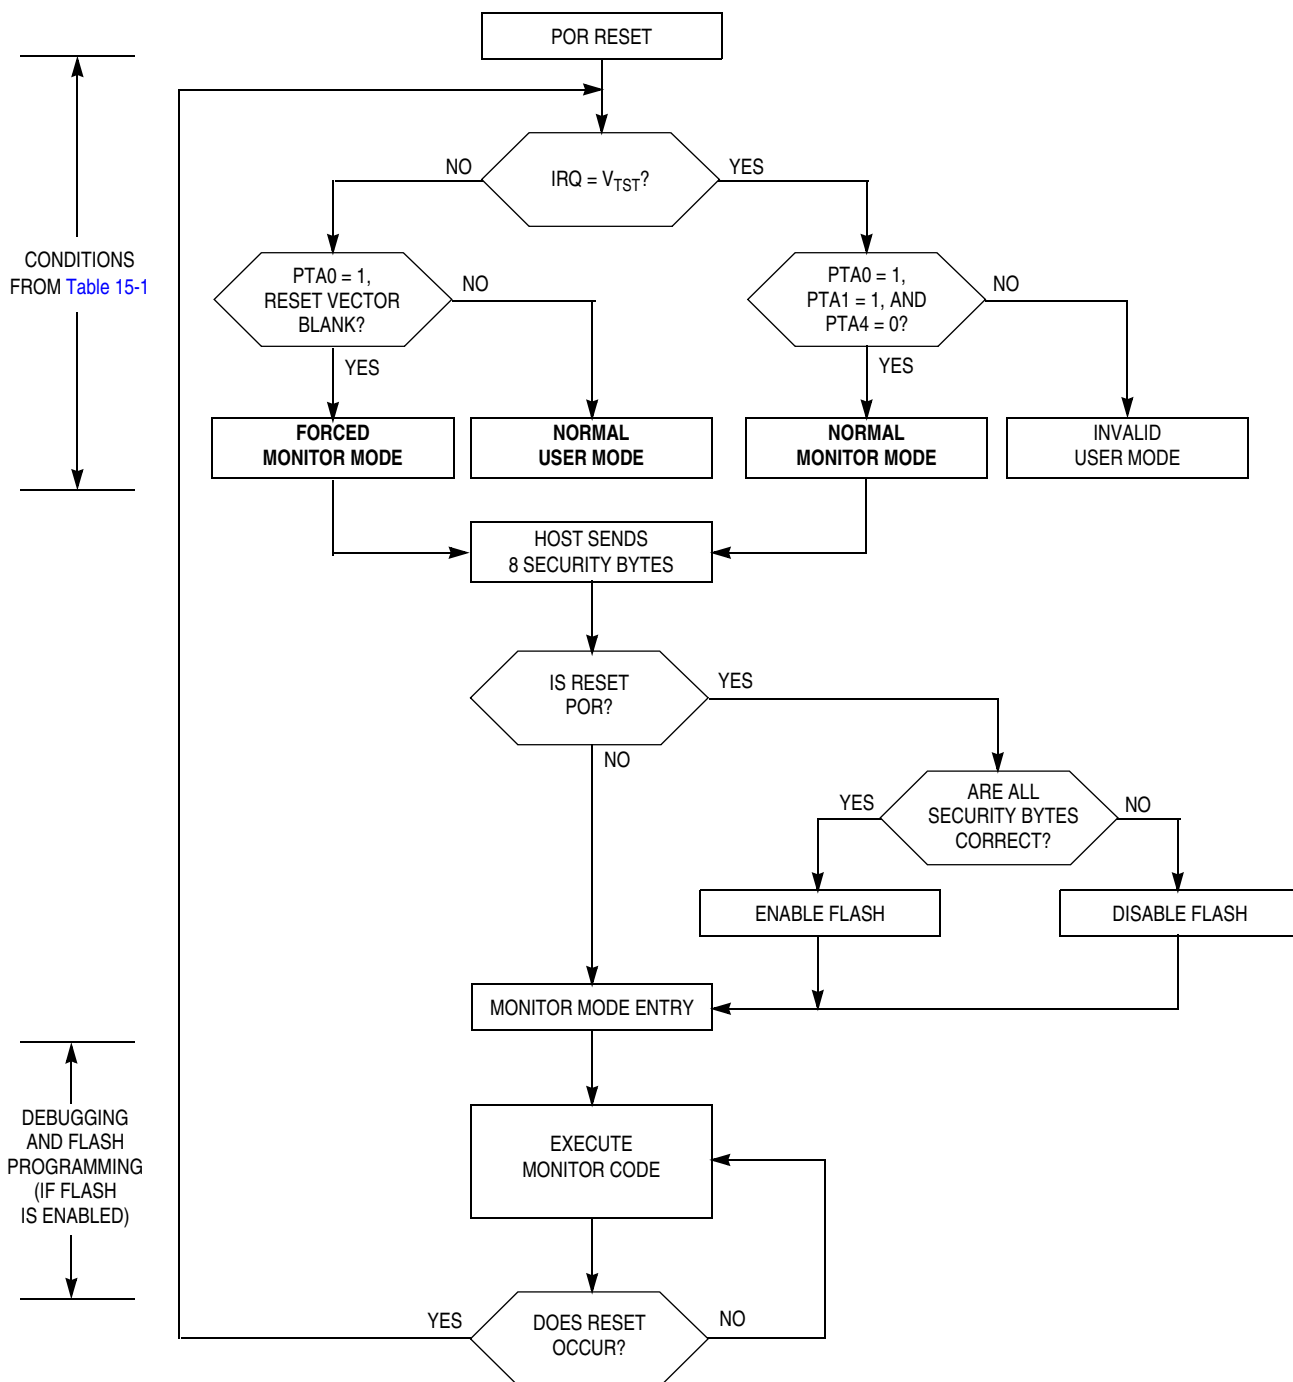 POR RESET
NO
IRQ = VTST?
YES
CONDITIONS
FROM Table 15-1
PTA0 = 1,
RESET VECTOR
BLANK?
NO
YES
PTA0 = 1,
PTA1 = 1, AND
PTA4 = 0?
NO
YES
FORCED
MONITOR MODE
NORMAL
USER MODE
NORMAL
MONITOR MODE
INVALID
USER MODE
HOST SENDS
8 SECURITY BYTES
IS RESET
POR?
YES
NO
YES
ARE ALL
SECURITY BYTES
CORRECT?
NO
ENABLE FLASH
DISABLE FLASH
MONITOR MODE ENTRY
DEBUGGING
AND FLASH
PROGRAMMING
(IF FLASH
IS ENABLED)
EXECUTE
MONITOR CODE
YES
DOES RESET
OCCUR?
NO